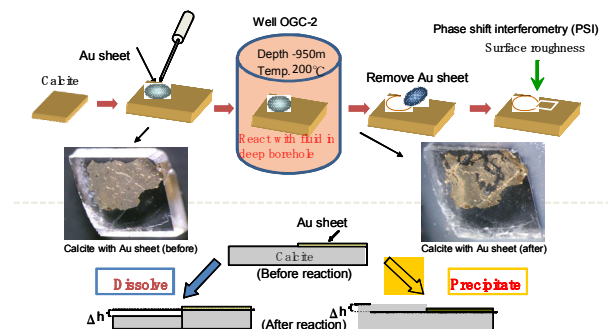 Well OGC-2
Phase shift interferometry (PSI)
Surface roughness
Au sheet
Depth -950m
Temp. 200℃
Calcite
Remove Au sheet
React with fluid in
deep borehole
Calcite with Au sheet (before)
Calcite with Au sheet (after)
Au sheet
Calcite
(Before reaction)
Dissolve
Precipitate
Δh
(After reaction)
Δh